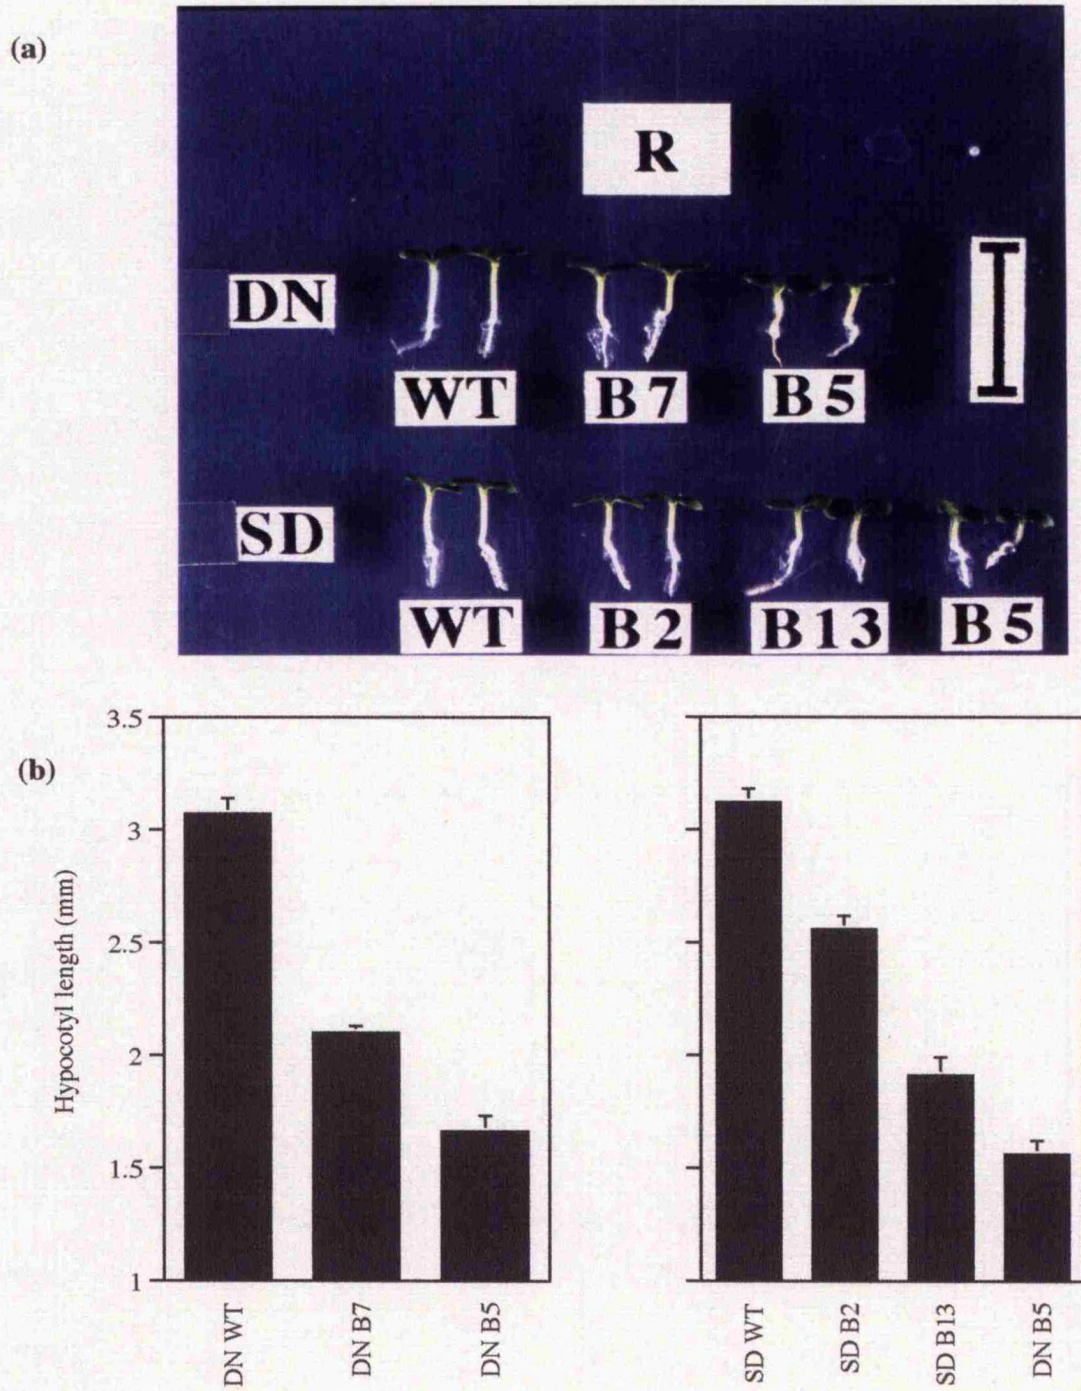 (a)
R
DN
WT B7 B5
SD
WT B2 B13 B5
(b)
Hypocotyl length (mm)
3.5
3
2.5
2
1.5
1
DN WT
DN B7
DN B5
SD WT
SD B2
SD B13
DN B5